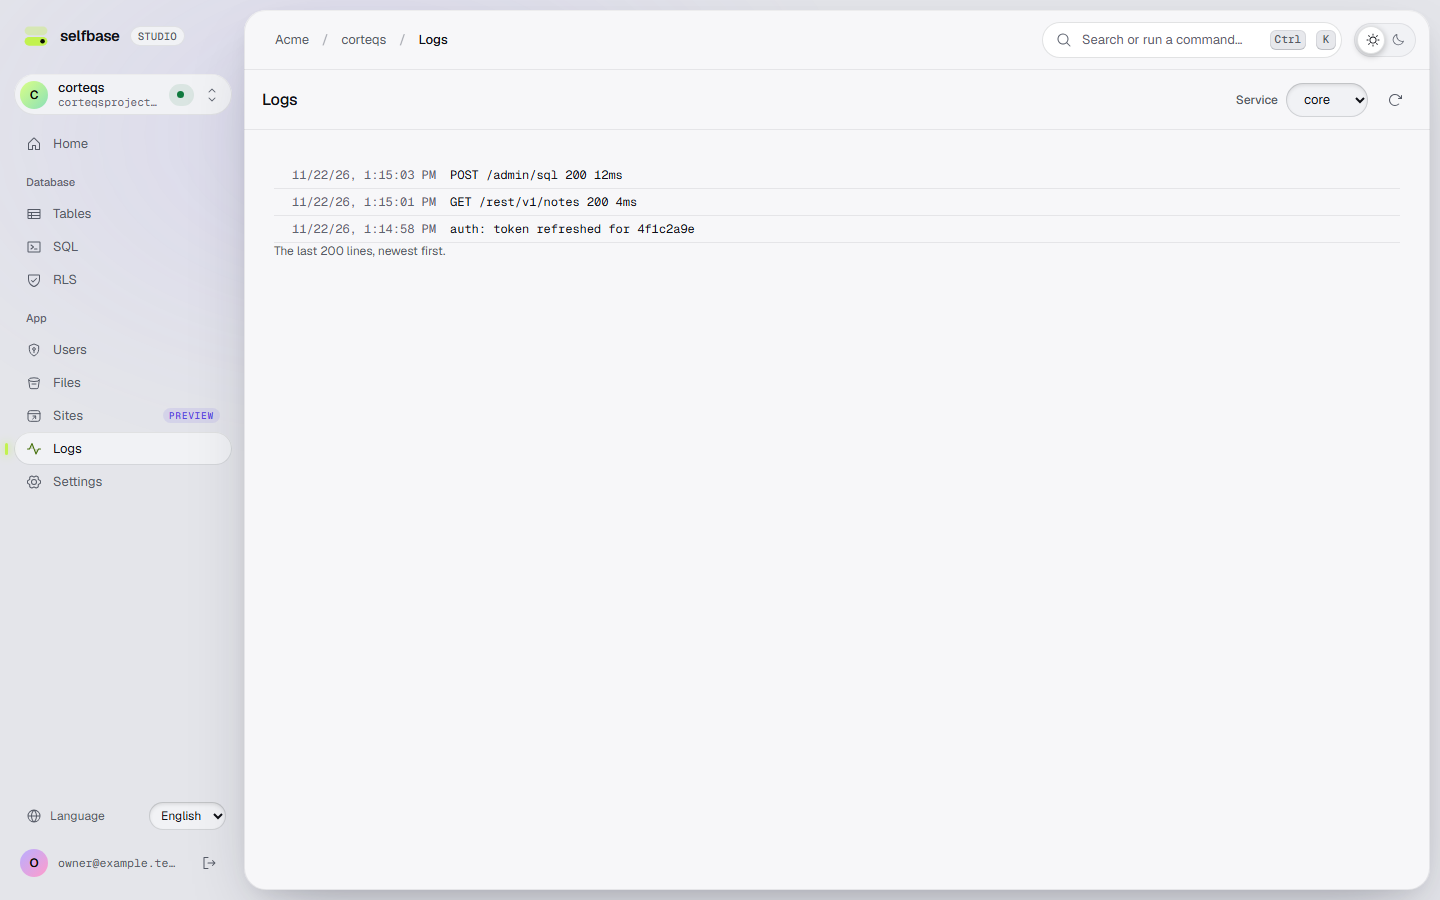 selfbase STUDIO
Acme / corteqs / Logs
Search or run a command... Ctrl K
C corteqs
corteqsproject…
Home
Database
Tables
SQL
RLS
App
Users
Files
Sites PREVIEW
Logs
Settings
Language English
O owner@example.te…
Logs
Service core
11/22/26, 1:15:03 PM POST /admin/sql 200 12ms
11/22/26, 1:15:01 PM GET /rest/v1/notes 200 4ms
11/22/26, 1:14:58 PM auth: token refreshed for 4f1c2a9e
The last 200 lines, newest first.